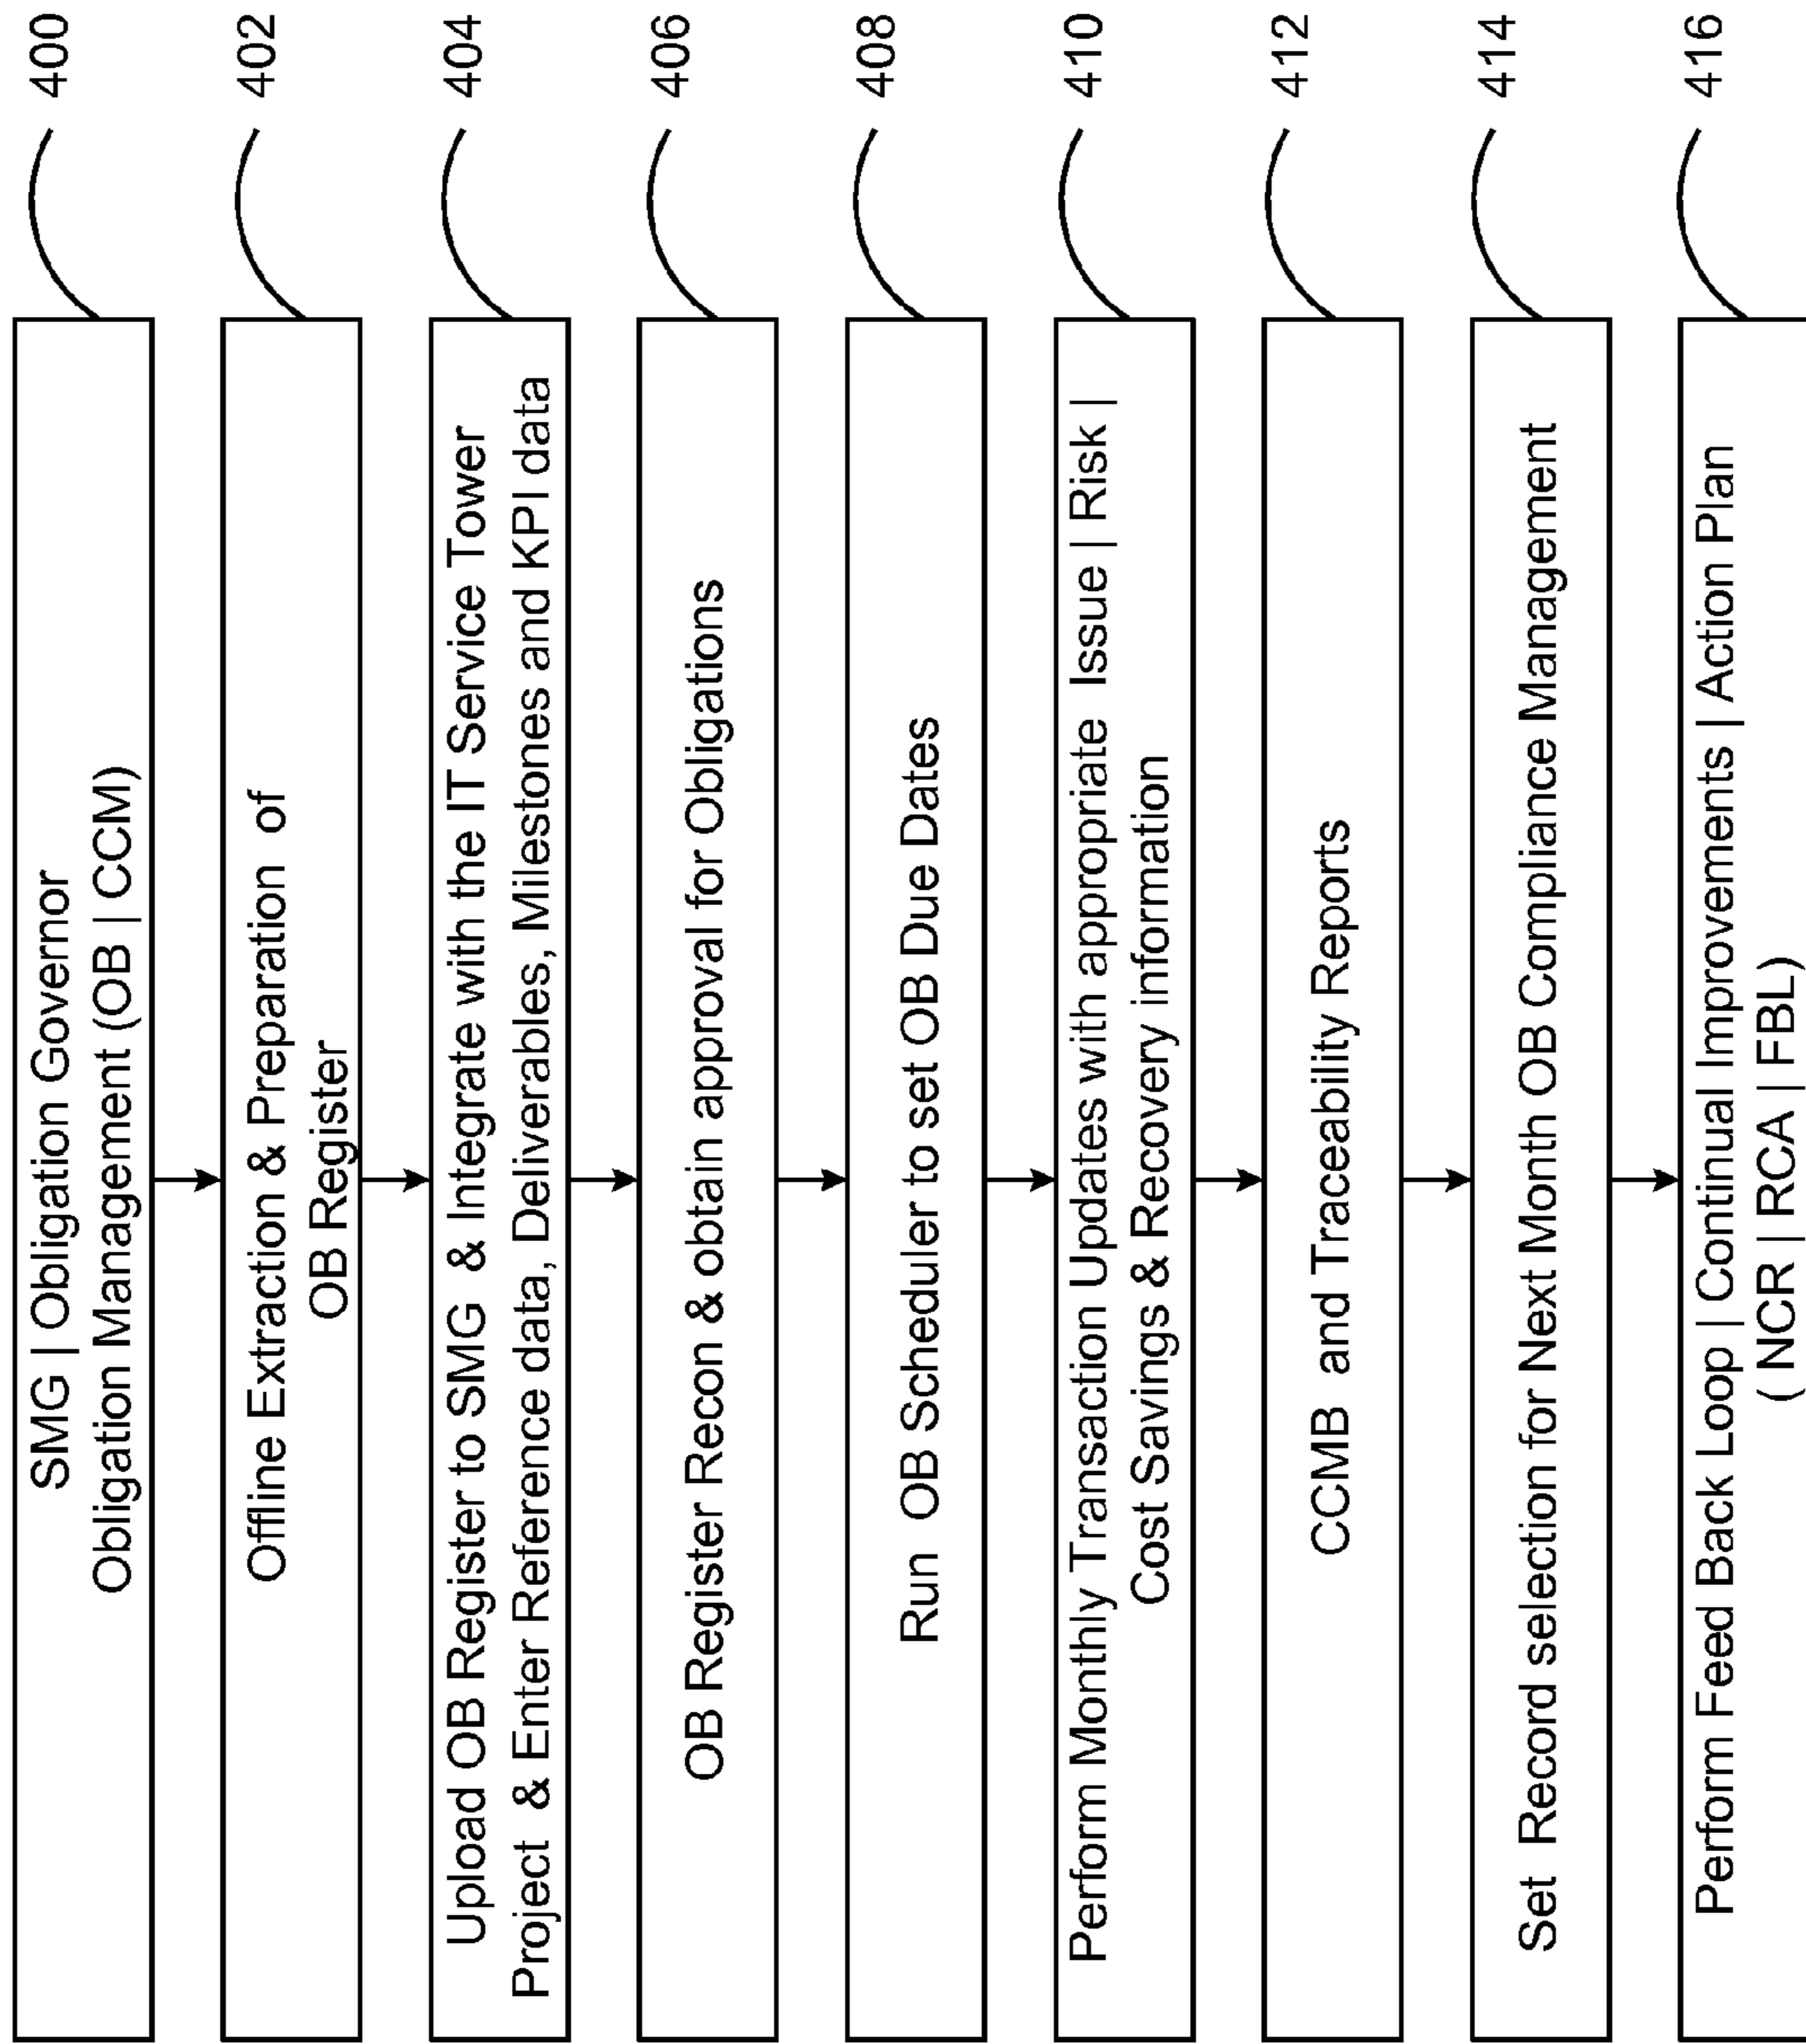 SMG | Obligation Governor
Obligation Management (OB | CCM)
400
Offline Extraction & Preparation of
OB Register
402
Upload OB Register to SMG & Integrate with the IT Service Tower
Project & Enter Reference data, Deliverables, Milestones and KPI data
404
OB Register Recon & obtain approval for Obligations
406
Run OB Scheduler to set OB Due Dates
408
Perform Monthly Transaction Updates with appropriate Issue | Risk |
Cost Savings & Recovery information
410
CCMB and Traceability Reports
412
Set Record selection for Next Month OB Compliance Management
414
Perform Feed Back Loop | Continual Improvements | Action Plan
( NCR | RCA | FBL)
416